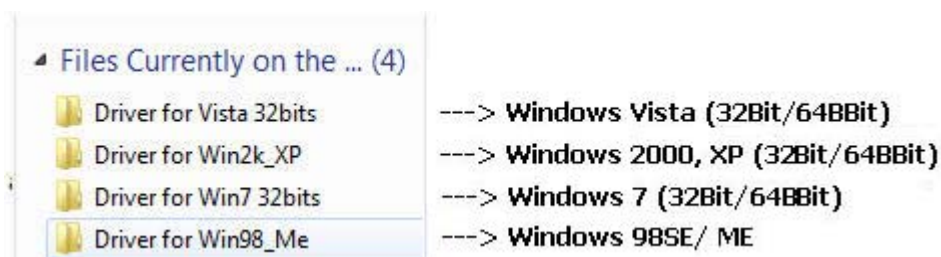 Files Currently on the ... (4)
Driver for Vista 32bits ---> Windows Vista (32Bit/64BBit)
Driver for Win2k_XP ---> Windows 2000, XP (32Bit/64BBit)
Driver for Win7 32bits ---> Windows 7 (32Bit/64BBit)
Driver for Win98_Me ---> Windows 98SE/ ME